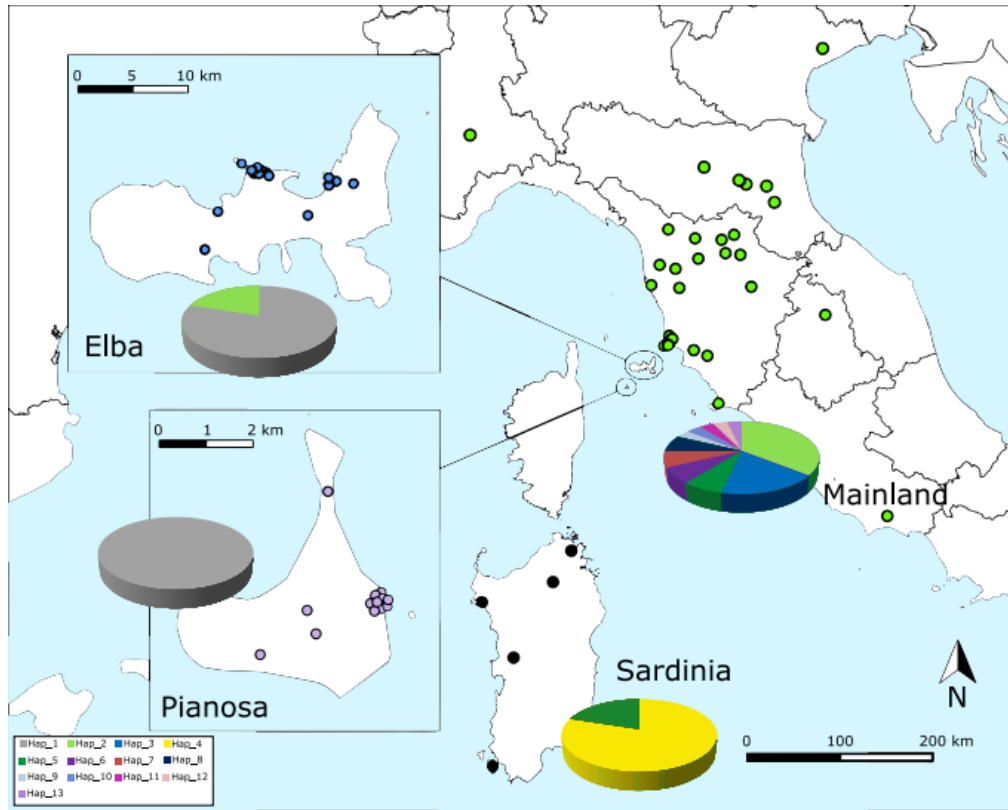 0 5 10 km
Elba
0 1 2 km
Mainland
Pianosa
Sardinia
N
0 100 200 km
Hap_1 Hap_2 Hap_3 Hap_4
Hap_5 Hap_6 Hap_7 Hap_8
Hap_9 Hap_10 Hap_11 Hap_12
Hap_13